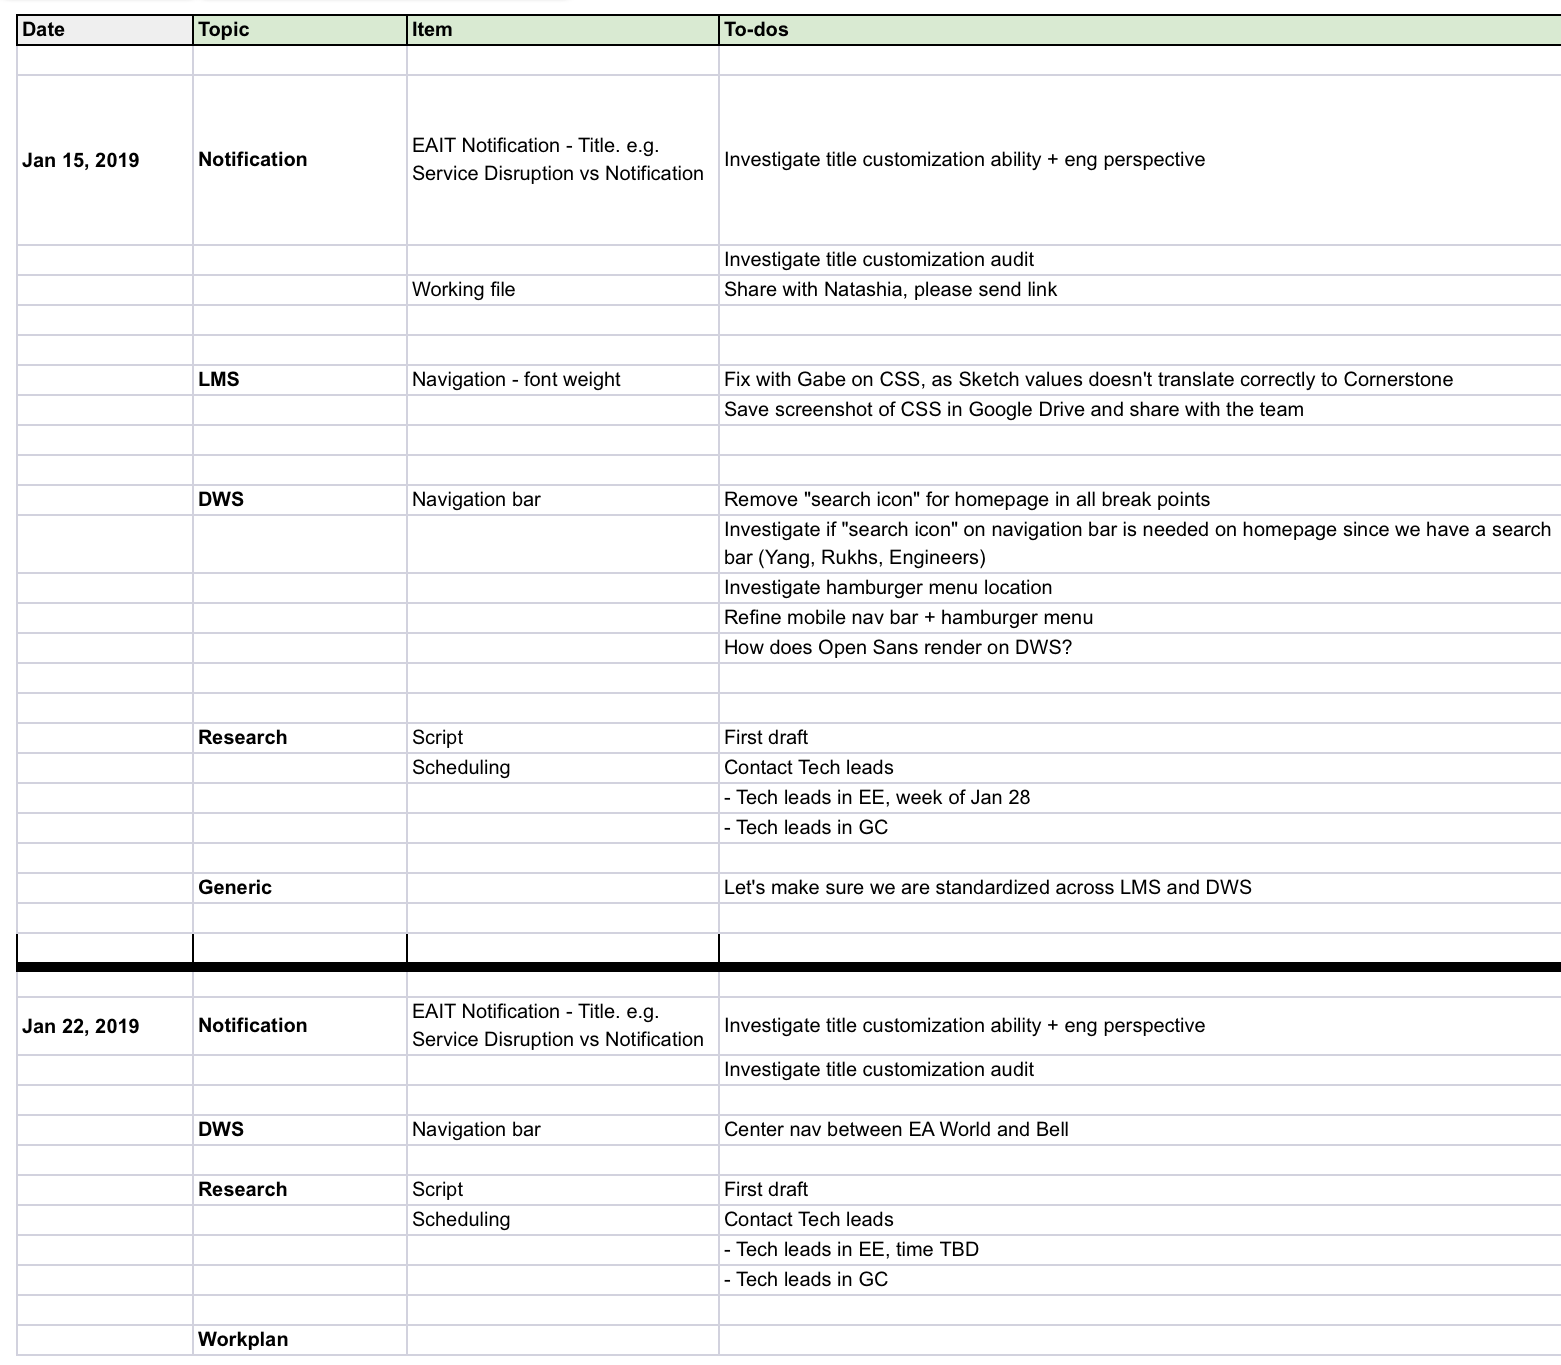 Date Topic Item To-dos
Jan 15, 2019 Notification EAIT Notification - Title. e.g. Investigate title customization ability + eng perspective
Service Disruption vs Notification
Investigate title customization audit
Working file Share with Natashia, please send link
LMS Navigation - font weight Fix with Gabe on CSS, as Sketch values doesn't translate correctly to Cornerstone
Save screenshot of CSS in Google Drive and share with the team
DWS Navigation bar Remove "search icon" for homepage in all break points
Investigate if "search icon" on navigation bar is needed on homepage since we have a search
bar (Yang, Rukhs, Engineers)
Investigate hamburger menu location
Refine mobile nav bar + hamburger menu
How does Open Sans render on DWS?
Research Script First draft
Scheduling Contact Tech leads
- Tech leads in EE, week of Jan 28
- Tech leads in GC
Generic Let's make sure we are standardized across LMS and DWS
Jan 22, 2019 Notification EAIT Notification - Title. e.g. Investigate title customization ability + eng perspective
Service Disruption vs Notification
Investigate title customization audit
DWS Navigation bar Center nav between EA World and Bell
Research Script First draft
Scheduling Contact Tech leads
- Tech leads in EE, time TBD
- Tech leads in GC
Workplan